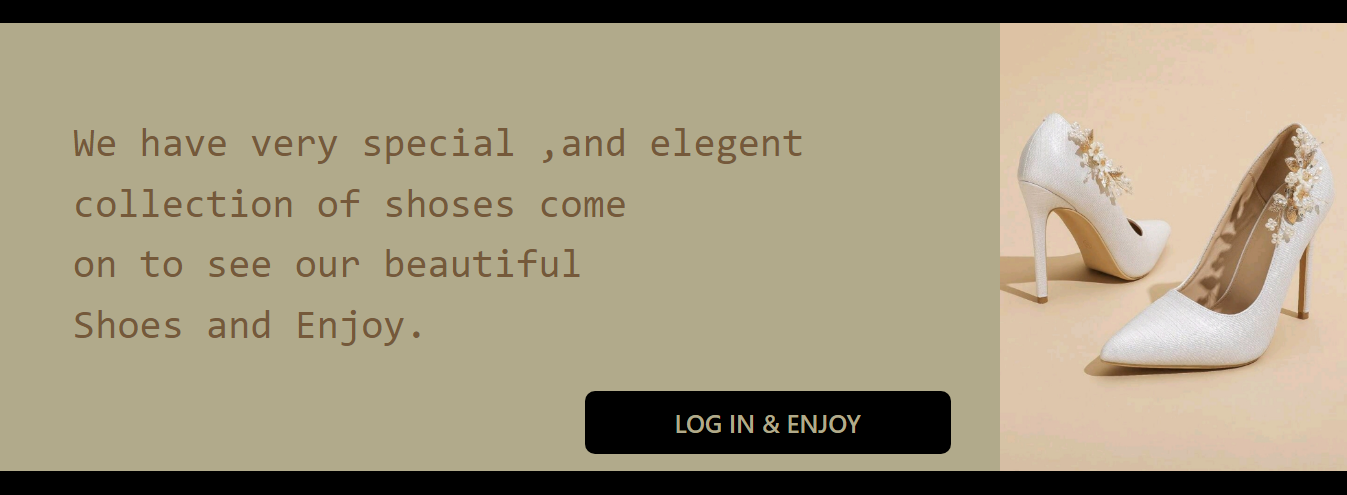 We have very special ,and elegent
collection of shoses come
on to see our beautiful
Shoes and Enjoy.
LOG IN & ENJOY